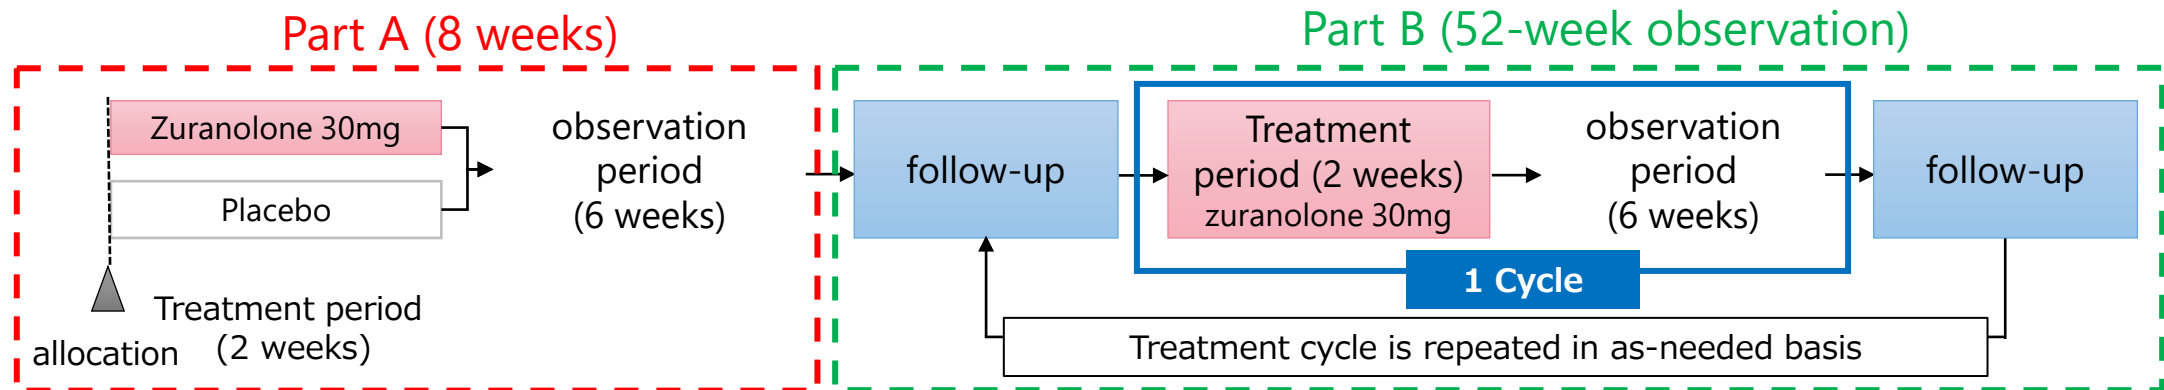 Part A (8 weeks)
Zuranolone 30mg
Placebo
allocation
Treatment period
(2 weeks)
observation
period
(6 weeks)
Part B (52-week observation)
follow-up
Treatment
period (2 weeks)
zuranolone 30mg
observation
period
(6 weeks)
1 Cycle
follow-up
Treatment cycle is repeated in as-needed basis